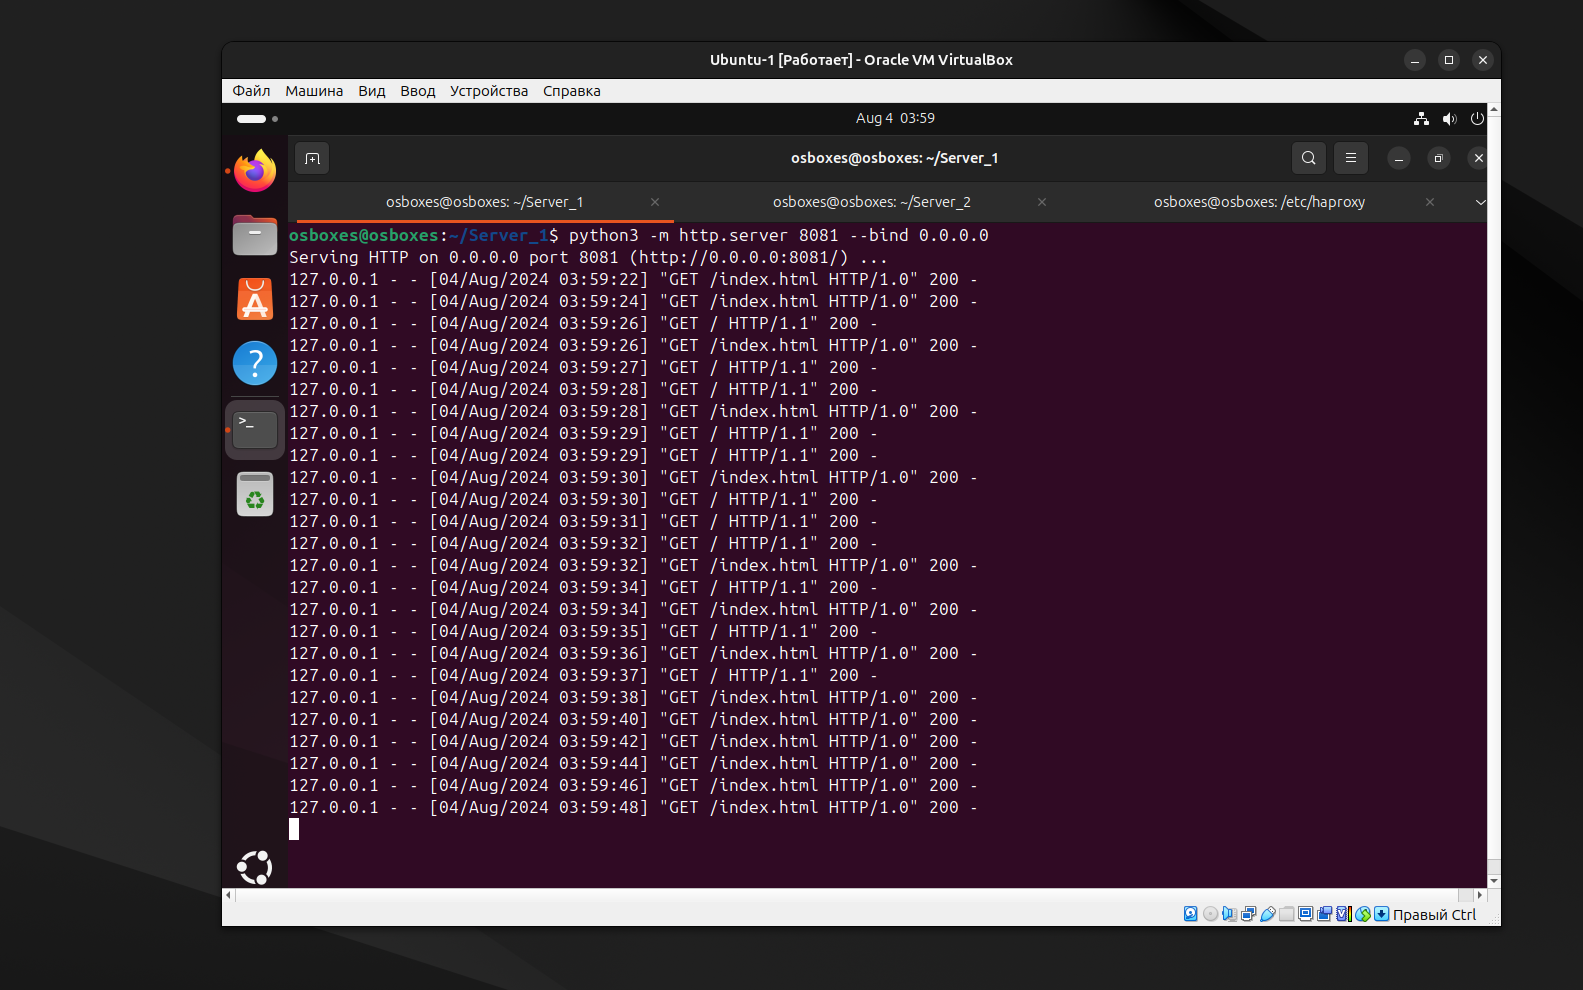 Ubuntu-1 [Работает] - Oracle VM VirtualBox
Файл Машина Вид Ввод Устройства Справка
Aug 4 03:59
osboxes@osboxes: ~/Server_1
osboxes@osboxes: ~/Server_1 osboxes@osboxes: ~/Server_2 osboxes@osboxes: /etc/haproxy
osboxes@osboxes:~/Server_1$ python3 -m http.server 8081 --bind 0.0.0.0
Serving HTTP on 0.0.0.0 port 8081 (http://0.0.0.0:8081/) ...
127.0.0.1 - - [04/Aug/2024 03:59:22] "GET /index.html HTTP/1.0" 200 -
127.0.0.1 - - [04/Aug/2024 03:59:24] "GET /index.html HTTP/1.0" 200 -
127.0.0.1 - - [04/Aug/2024 03:59:26] "GET / HTTP/1.1" 200 -
127.0.0.1 - - [04/Aug/2024 03:59:26] "GET /index.html HTTP/1.0" 200 -
127.0.0.1 - - [04/Aug/2024 03:59:27] "GET / HTTP/1.1" 200 -
127.0.0.1 - - [04/Aug/2024 03:59:28] "GET / HTTP/1.1" 200 -
127.0.0.1 - - [04/Aug/2024 03:59:28] "GET /index.html HTTP/1.0" 200 -
127.0.0.1 - - [04/Aug/2024 03:59:29] "GET / HTTP/1.1" 200 -
127.0.0.1 - - [04/Aug/2024 03:59:29] "GET / HTTP/1.1" 200 -
127.0.0.1 - - [04/Aug/2024 03:59:30] "GET /index.html HTTP/1.0" 200 -
127.0.0.1 - - [04/Aug/2024 03:59:30] "GET / HTTP/1.1" 200 -
127.0.0.1 - - [04/Aug/2024 03:59:31] "GET / HTTP/1.1" 200 -
127.0.0.1 - - [04/Aug/2024 03:59:32] "GET / HTTP/1.1" 200 -
127.0.0.1 - - [04/Aug/2024 03:59:32] "GET /index.html HTTP/1.0" 200 -
127.0.0.1 - - [04/Aug/2024 03:59:34] "GET / HTTP/1.1" 200 -
127.0.0.1 - - [04/Aug/2024 03:59:34] "GET /index.html HTTP/1.0" 200 -
127.0.0.1 - - [04/Aug/2024 03:59:35] "GET / HTTP/1.1" 200 -
127.0.0.1 - - [04/Aug/2024 03:59:36] "GET /index.html HTTP/1.0" 200 -
127.0.0.1 - - [04/Aug/2024 03:59:37] "GET / HTTP/1.1" 200 -
127.0.0.1 - - [04/Aug/2024 03:59:38] "GET /index.html HTTP/1.0" 200 -
127.0.0.1 - - [04/Aug/2024 03:59:40] "GET /index.html HTTP/1.0" 200 -
127.0.0.1 - - [04/Aug/2024 03:59:42] "GET /index.html HTTP/1.0" 200 -
127.0.0.1 - - [04/Aug/2024 03:59:44] "GET /index.html HTTP/1.0" 200 -
127.0.0.1 - - [04/Aug/2024 03:59:46] "GET /index.html HTTP/1.0" 200 -
127.0.0.1 - - [04/Aug/2024 03:59:48] "GET /index.html HTTP/1.0" 200 -
Правый Ctrl